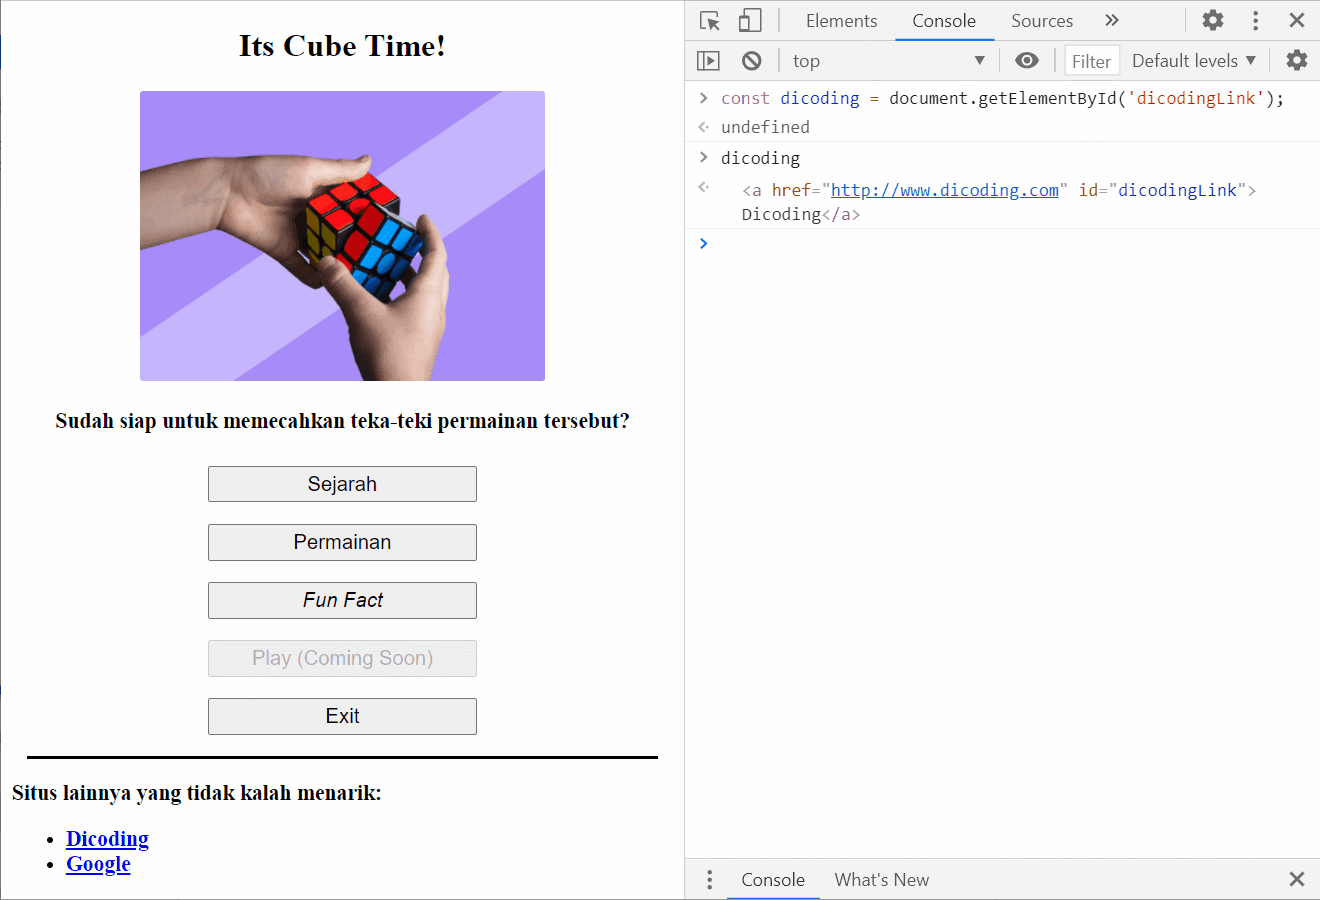 Its Cube Time!
Sudah siap untuk memecahkan teka-teki permainan tersebut?
Sejarah
Permainan
Fun Fact
Play (Coming Soon)
Exit
Situs lainnya yang tidak kalah menarik:
• Dicoding
• Google
Elements Console Sources »
top Filter Default levels
> const dicoding = document.getElementById('dicodingLink');
undefined
> dicoding
<a href="http://www.dicoding.com" id="dicodingLink">
Dicoding</a>
>
Console What's New